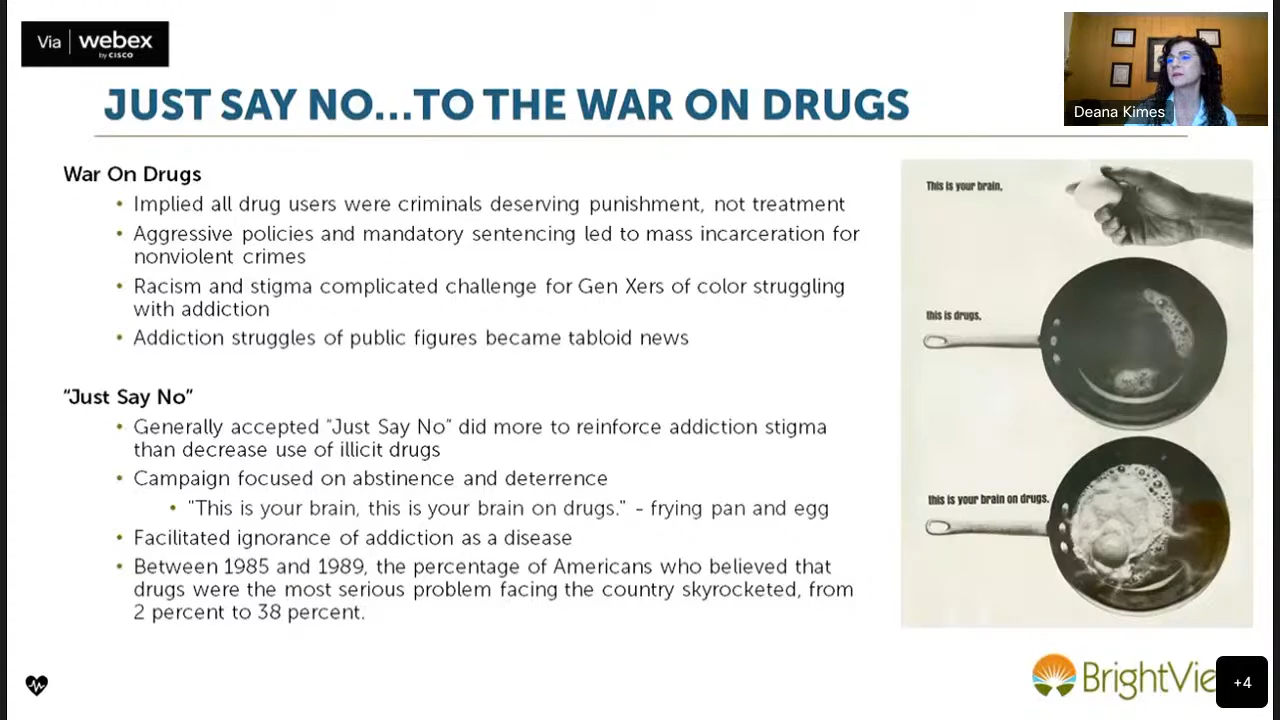 Via webex
by CISCO
JUST SAY NO...TO THE WAR ON DRUGS
Deana Kimes
War On Drugs
• Implied all drug users were criminals deserving punishment, not treatment
• Aggressive policies and mandatory sentencing led to mass incarceration for
nonviolent crimes
• Racism and stigma complicated challenge for Gen Xers of color struggling
with addiction
• Addiction struggles of public figures became tabloid news
“Just Say No”
• Generally accepted “Just Say No” did more to reinforce addiction stigma
than decrease use of illicit drugs
• Campaign focused on abstinence and deterrence
• "This is your brain, this is your brain on drugs." - frying pan and egg
• Facilitated ignorance of addiction as a disease
• Between 1985 and 1989, the percentage of Americans who believed that
drugs were the most serious problem facing the country skyrocketed, from
2 percent to 38 percent.
This is your brain.
this is drugs.
this is your brain on drugs.
BrightVie
+4